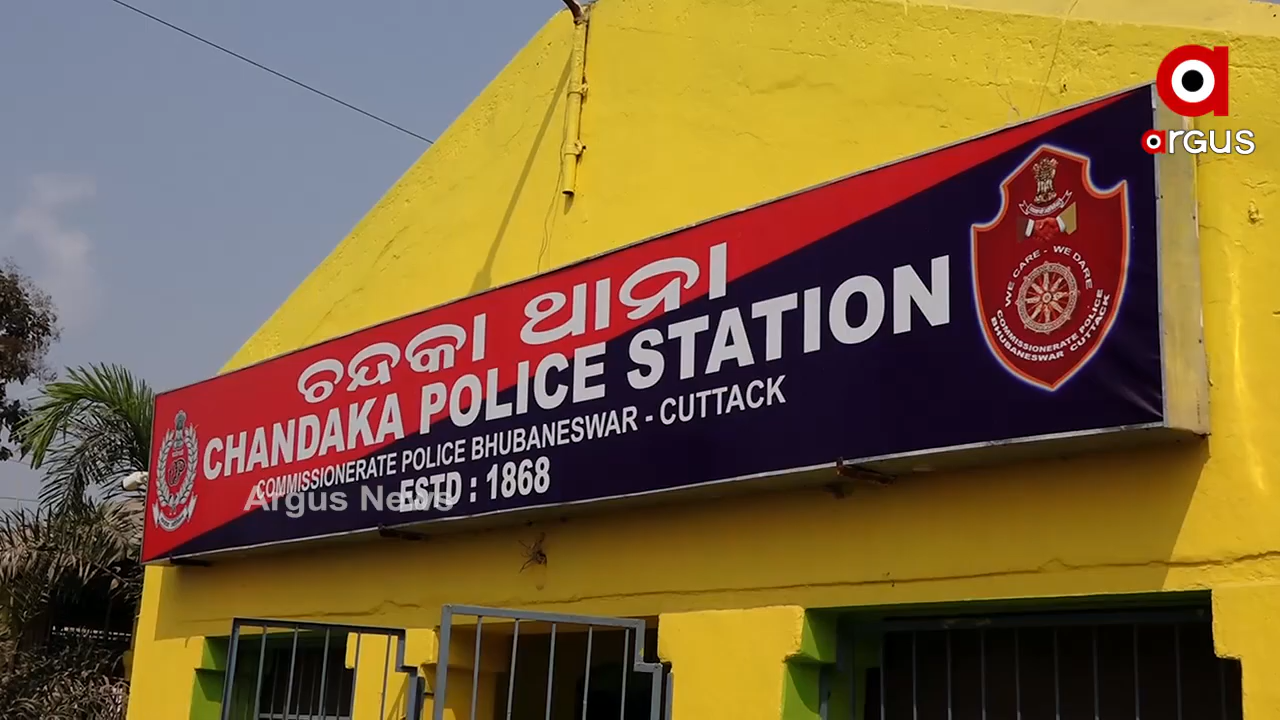 ଚନ୍ଦକା ଥାନା
CHANDAKA POLICE STATION
COMMISSIONERATE POLICE BHUBANESWAR - CUTTACK
ESTD : 1868
WE CARE - WE DARE
COMMISSIONERATE POLICE
BHUBANESWAR CUTTACK
argus
Argus News